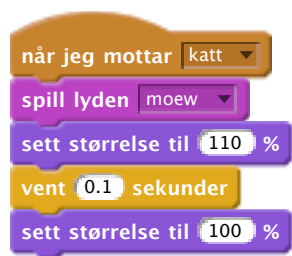 når jeg mottar katt
spill lyden moew
sett størrelse til 110 %
vent 0.1 sekunder
sett størrelse til 100 %